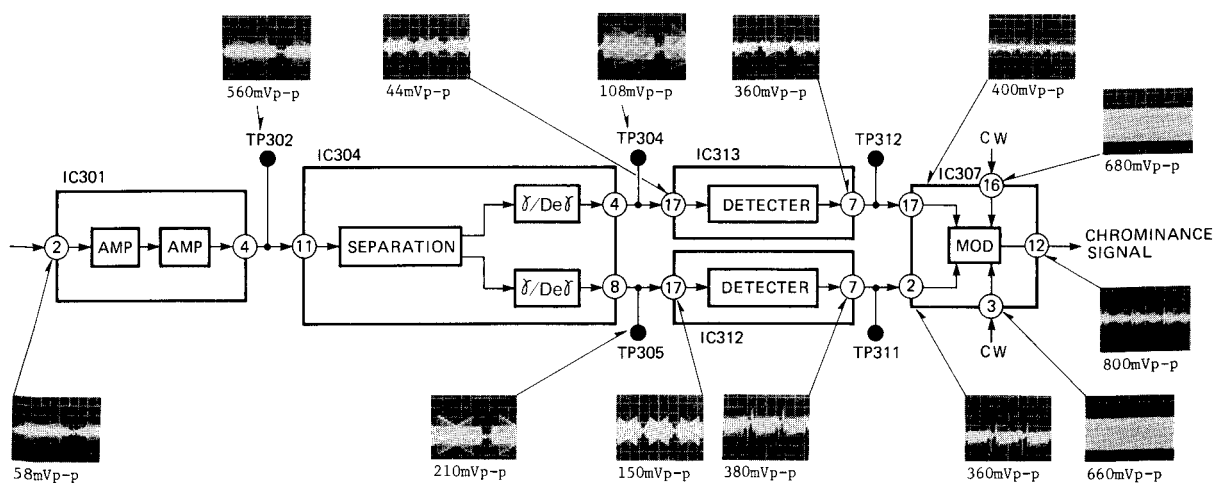 560mVp-p
44mVp-p
108mVp-p
360mVp-p
400mVp-p
680mVp-p
TP302
TP304
TP312
CW
IC301
IC304
IC313
IC307
2
AMP
AMP
4
11
SEPARATION
γ/Deγ
4
17
DETECTER
7
17
16
MOD
12
CHROMINANCE
SIGNAL
γ/Deγ
8
17
DETECTER
7
2
3
TP305
IC312
TP311
CW
58mVp-p
210mVp-p
150mVp-p
380mVp-p
360mVp-p
660mVp-p
800mVp-p